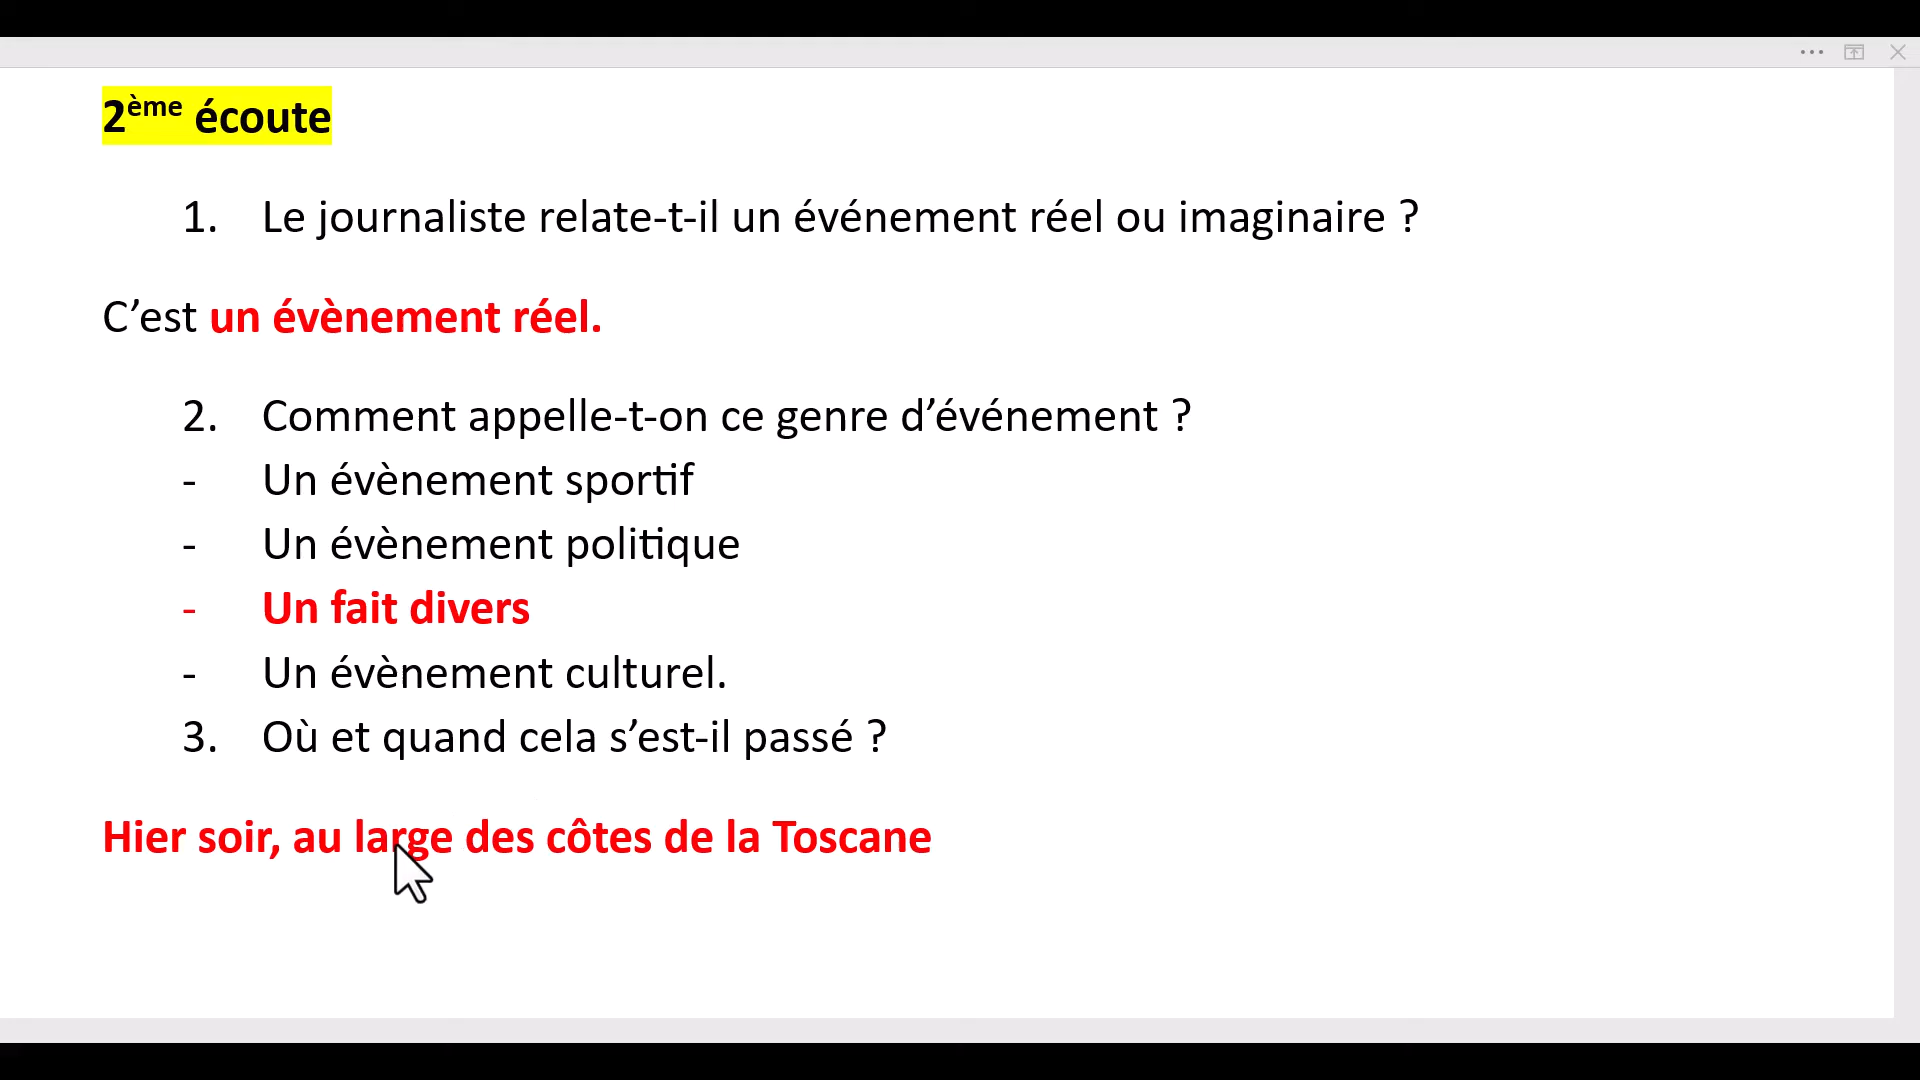 2ème écoute
1. Le journaliste relate-t-il un événement réel ou imaginaire ?
C’est un évènement réel.
2. Comment appelle-t-on ce genre d’événement ?
- Un évènement sportif
- Un évènement politique
- Un fait divers
- Un évènement culturel.
3. Où et quand cela s’est-il passé ?
Hier soir, au large des côtes de la Toscane